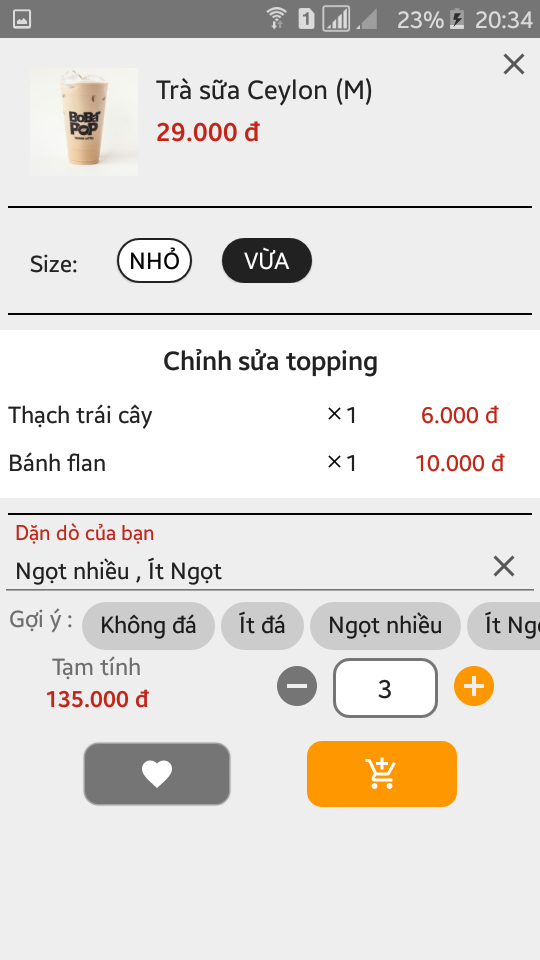 1 23% 20:34
Trà sữa Ceylon (M)
29.000 đ
BOBA POP
Size: NHỎ VỪA
Chỉnh sửa topping
Thạch trái cây ×1 6.000 đ
Bánh flan ×1 10.000 đ
Dặn dò của bạn
Ngọt nhiều , Ít Ngọt
Gợi ý : Không đá Ít đá Ngọt nhiều Ít Ngọ
Tạm tính
135.000 đ
3